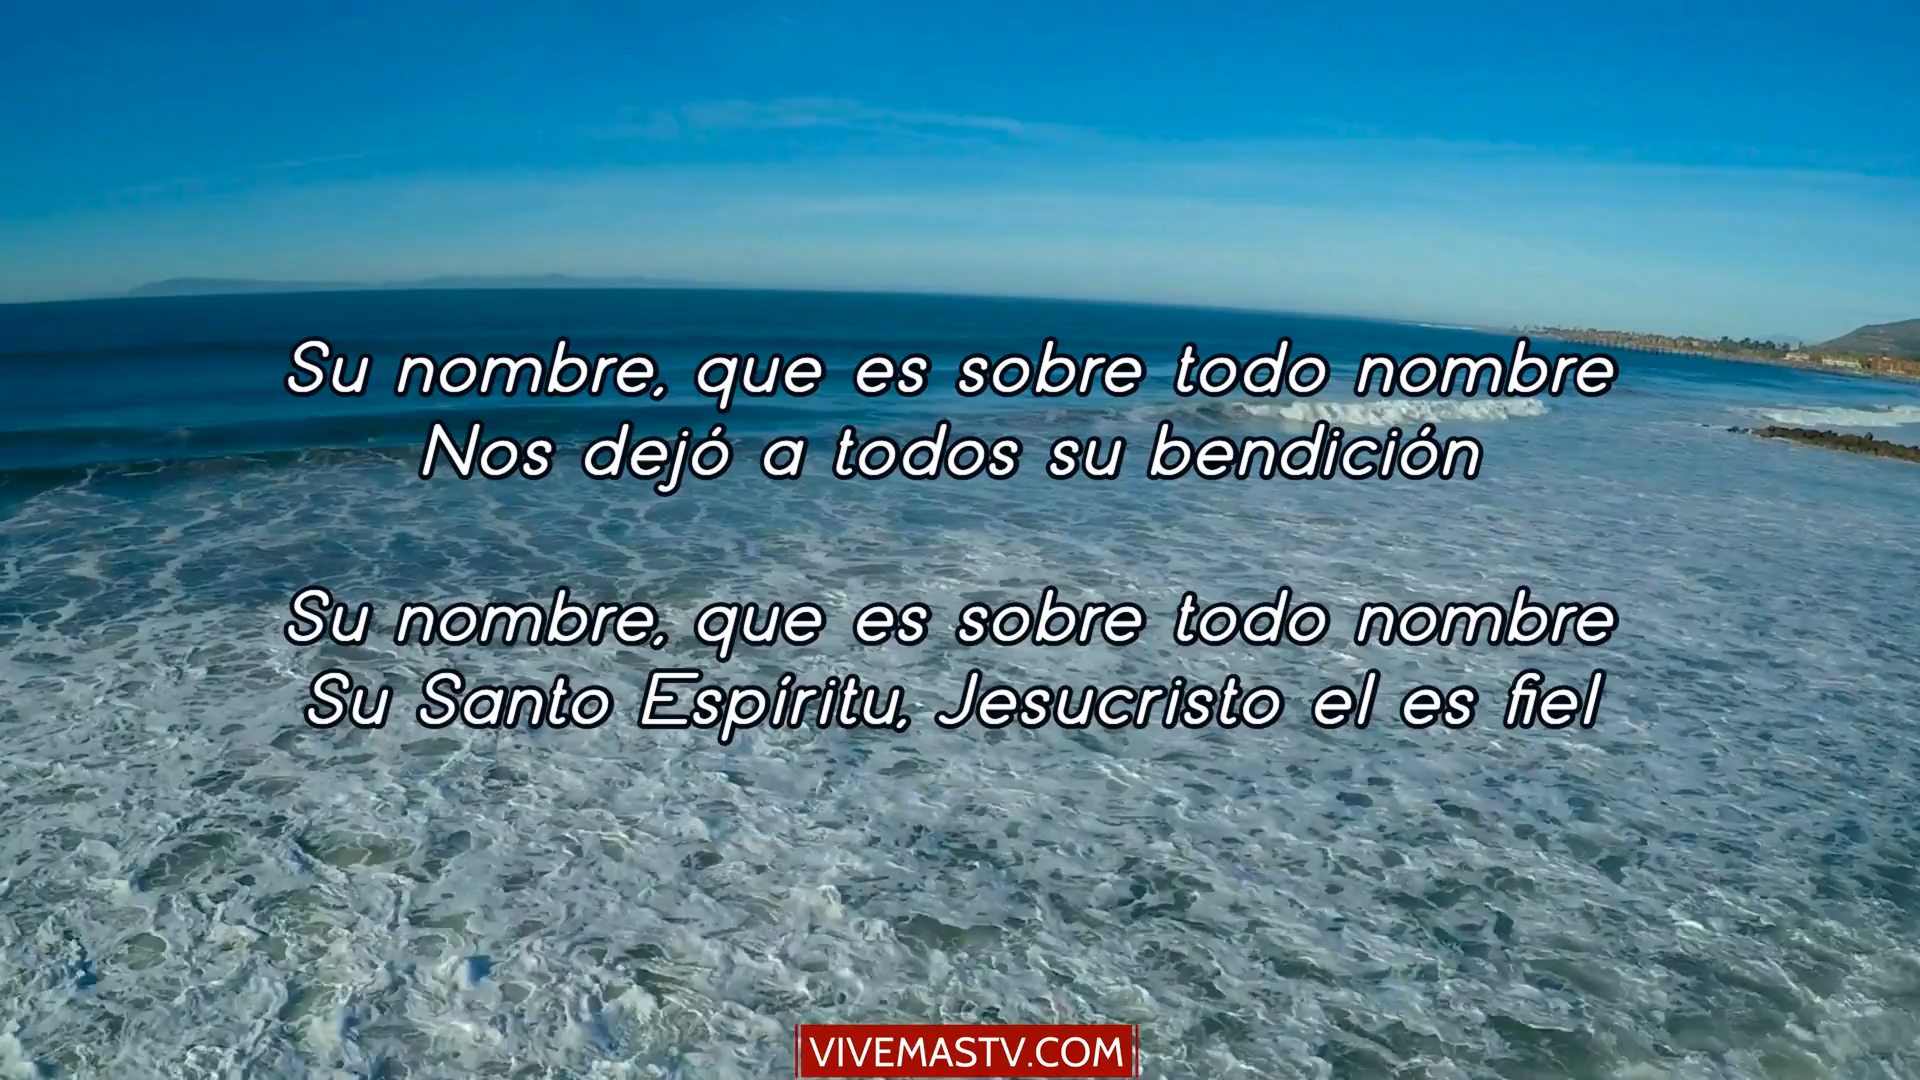 Su nombre, que es sobre todo nombre
Nos dejó a todos su bendición
Su nombre, que es sobre todo nombre
Su Santo Espíritu, Jesucristo el es fiel
VIVEMASTV.COM